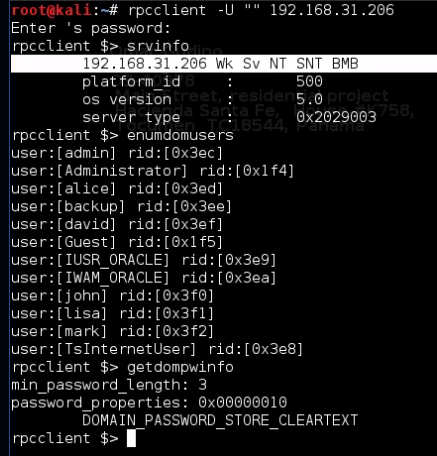 root@kali:~# rpcclient -U "" 192.168.31.206
Enter 's password:
rpcclient $> srvinfo
192.168.31.206 Wk Sv NT SNT BMB
platform_id : 500
os version : 5.0
server type : 0x2029003
rpcclient $> enumdomusers
user:[admin] rid:[0x3ec]
user:[Administrator] rid:[0x1f4]
user:[alice] rid:[0x3ed]
user:[backup] rid:[0x3ee]
user:[david] rid:[0x3ef]
user:[Guest] rid:[0x1f5]
user:[IUSR_ORACLE] rid:[0x3e9]
user:[IWAM_ORACLE] rid:[0x3ea]
user:[john] rid:[0x3f0]
user:[lisa] rid:[0x3f1]
user:[mark] rid:[0x3f2]
user:[TsInternetUser] rid:[0x3e8]
rpcclient $> getdompwinfo
min_password_length: 3
password_properties: 0x00000010
DOMAIN_PASSWORD_STORE_CLEARTEXT
rpcclient $>